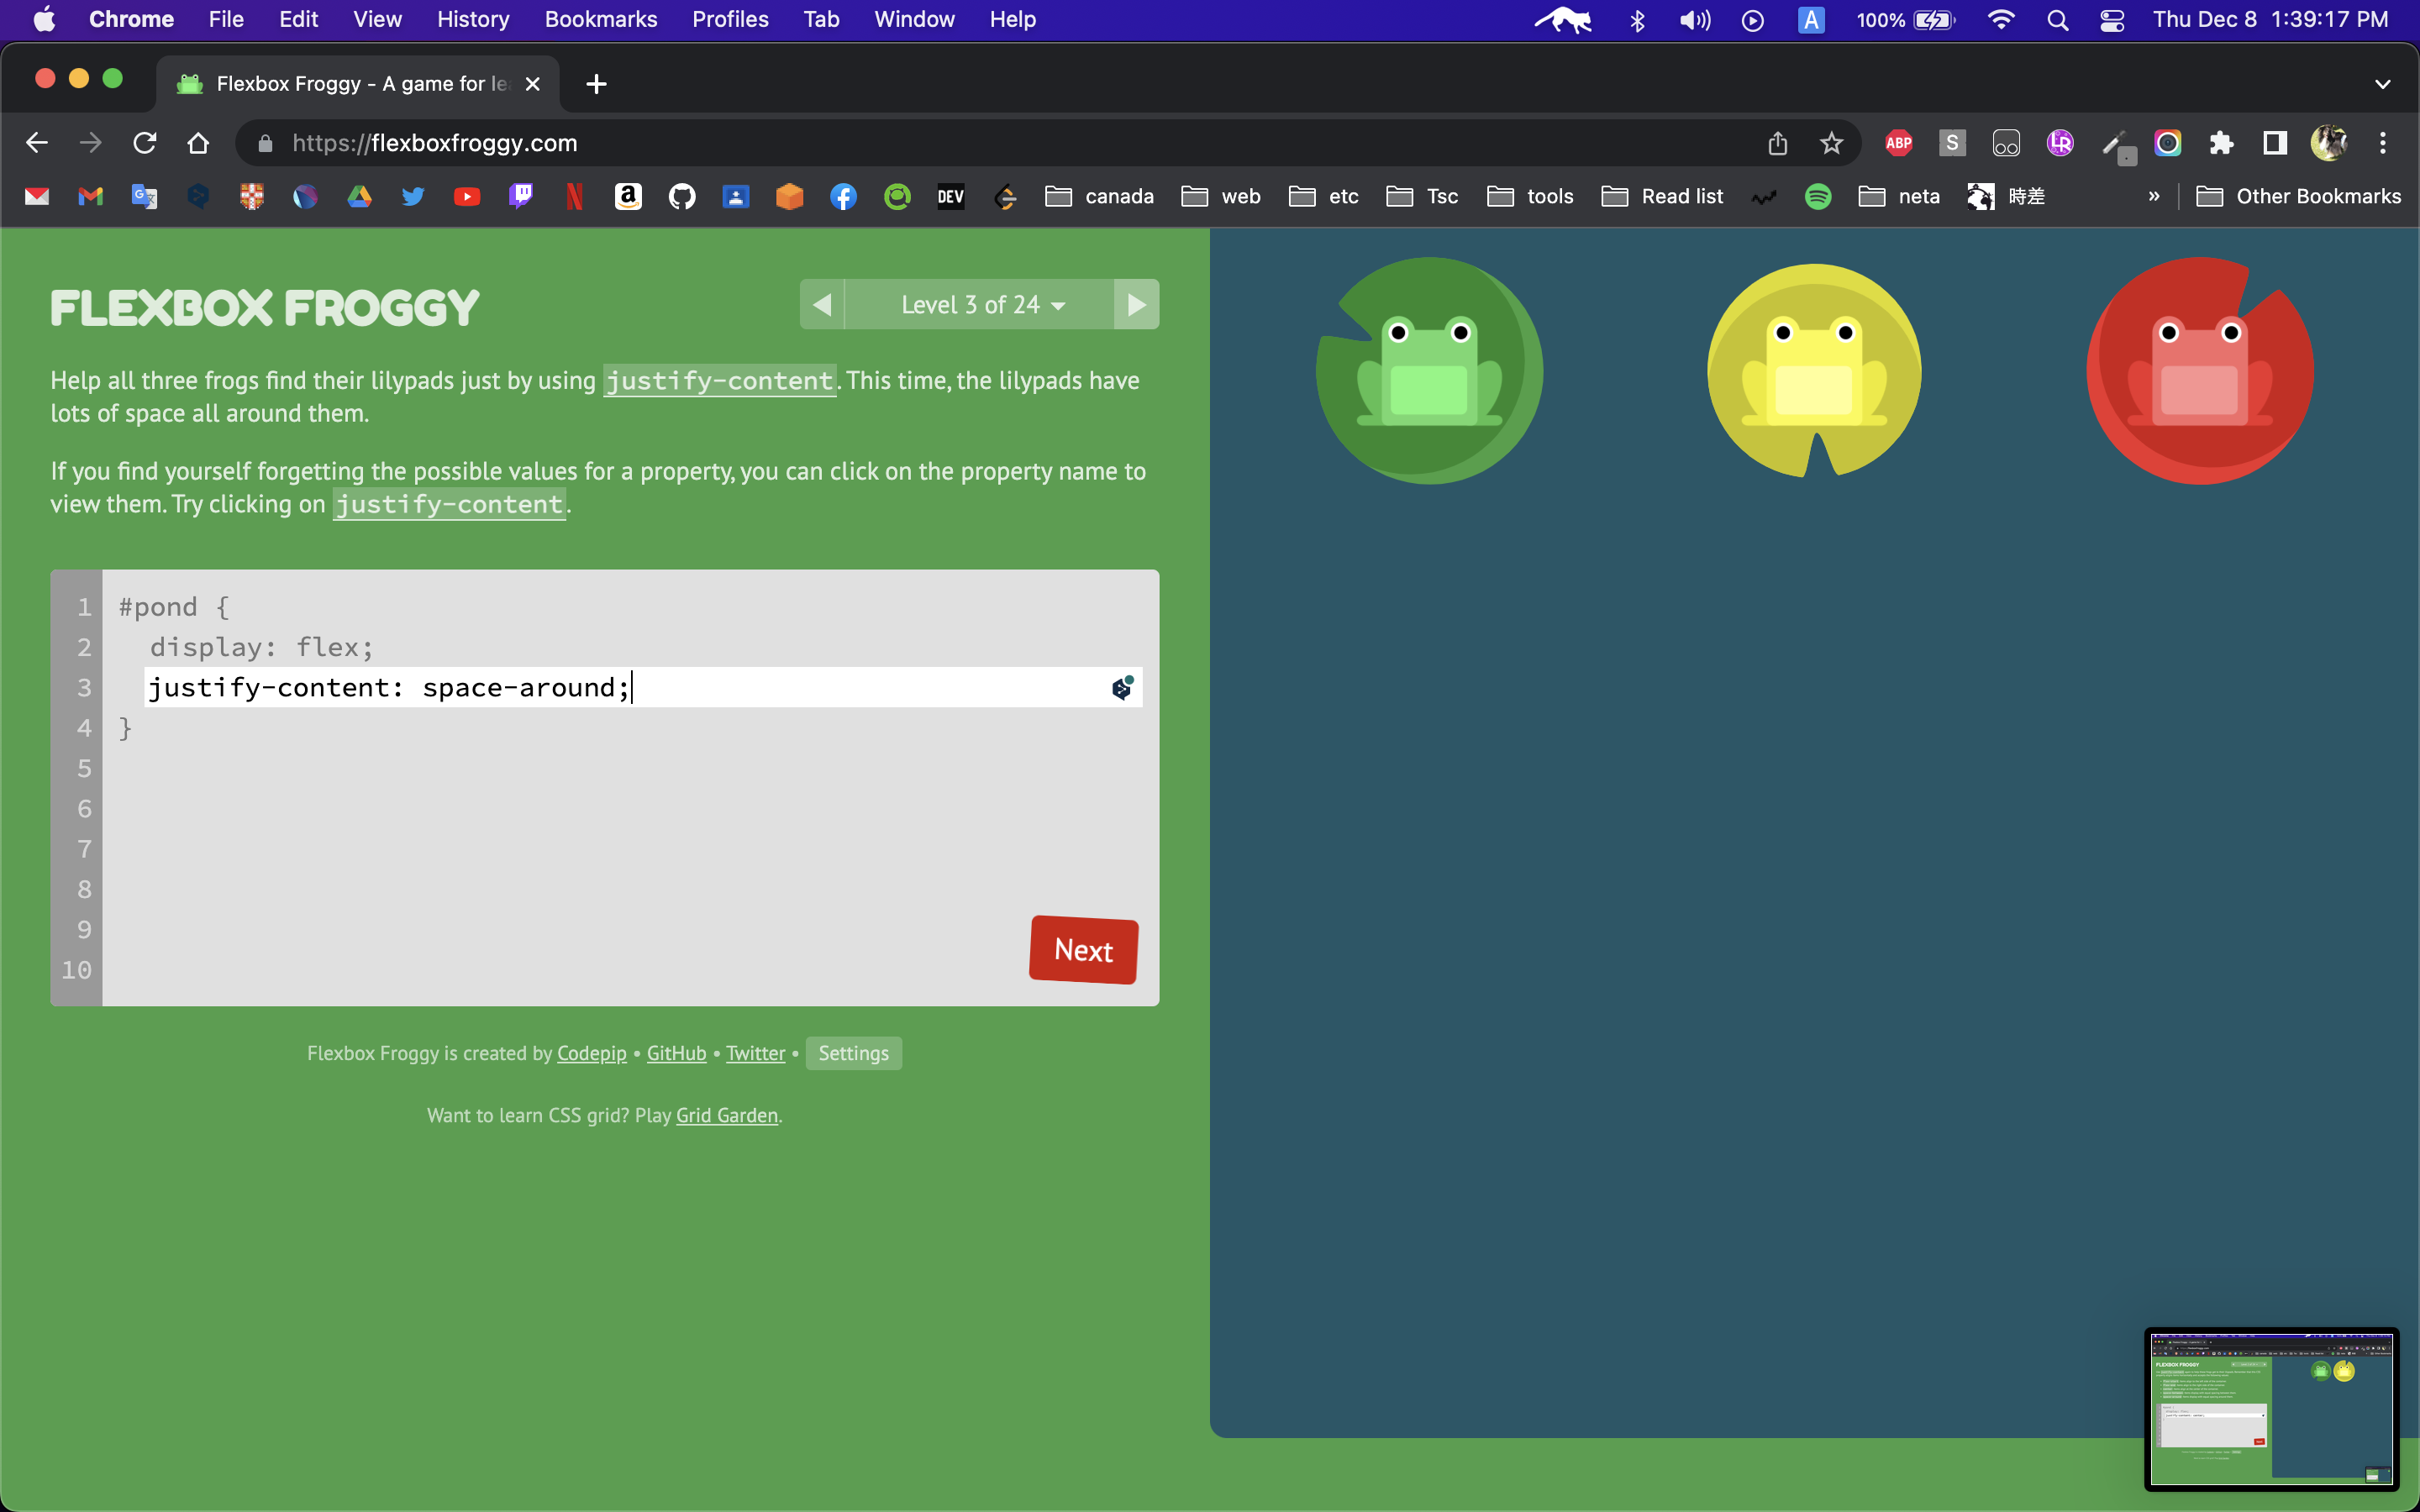 Chrome File Edit View History Bookmarks Profiles Tab Window Help A 100% Thu Dec 8 1:39:17 PM
Flexbox Froggy - A game for le
https://flexboxfroggy.com ABP S LR
DEV canada web etc Tsc tools Read list neta 時差 » Other Bookmarks
FLEXBOX FROGGY
Level 3 of 24
Help all three frogs find their lilypads just by using justify-content. This time, the lilypads have
lots of space all around them.
If you find yourself forgetting the possible values for a property, you can click on the property name to
view them. Try clicking on justify-content.
1 #pond {
2 display: flex;
3 justify-content: space-around;
4 }
5
6
7
8
9
10
Next
Flexbox Froggy is created by Codepip • GitHub • Twitter • Settings
Want to learn CSS grid? Play Grid Garden.
FLEXBOX FROGGY